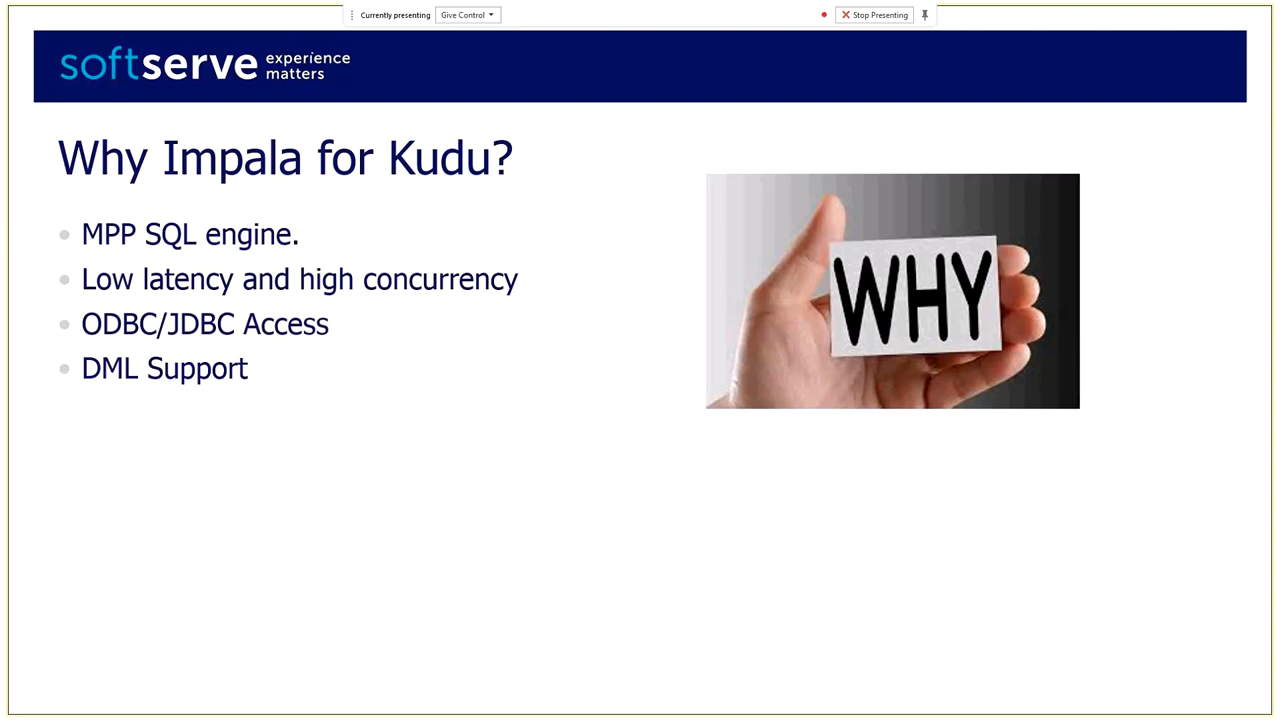 Currently presenting Give Control Stop Presenting
softserve experience matters
Why Impala for Kudu?
MPP SQL engine.
Low latency and high concurrency
ODBC/JDBC Access
DML Support
WHY